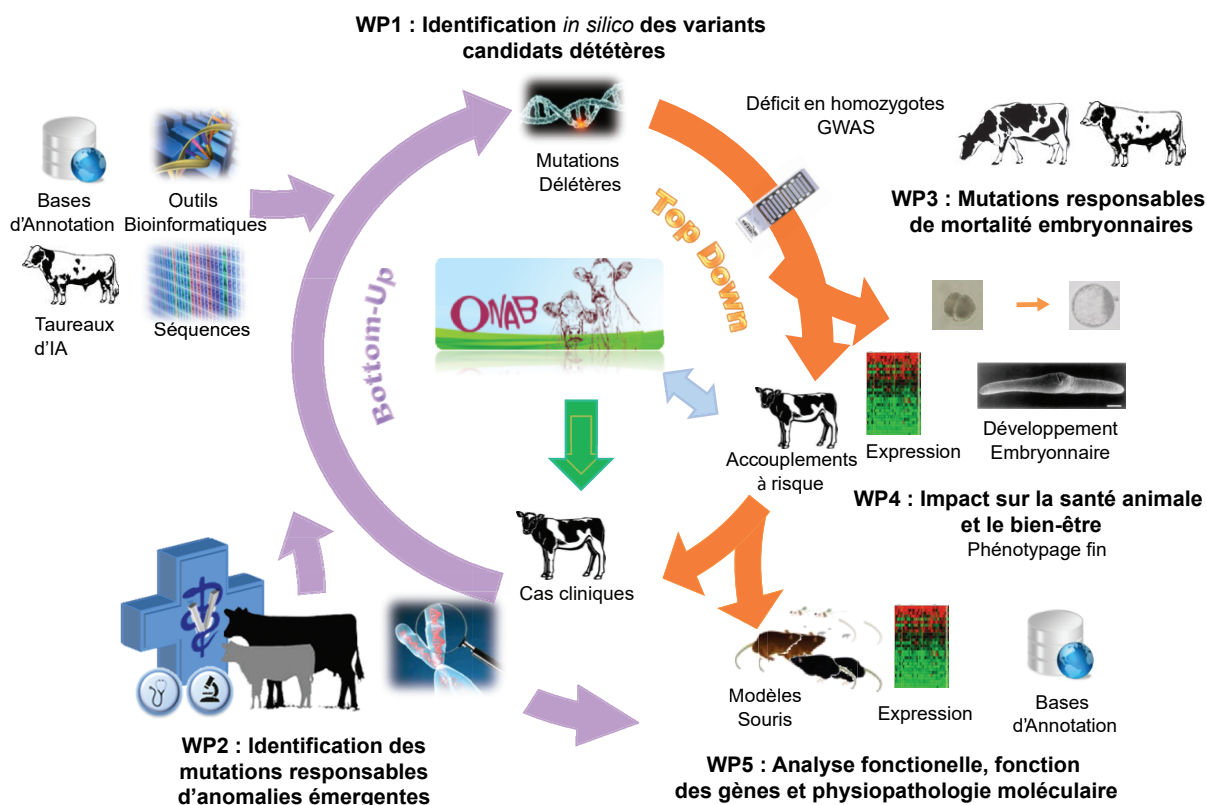 WP1 : Identification in silico des variants
candidats dététères
Bases
d'Annotation
Outils
Bioinformatiques
Taureaux
d'IA
Séquences
Mutations
Délétères
Déficit en homozygotes
GWAS
WP3 : Mutations responsables
de mortalité embryonnaires
Top Down
Bottom-Up
ONAB
Accouplements
à risque
Expression
Développement
Embryonnaire
WP4 : Impact sur la santé animale
et le bien-être
Phénotypage fin
Cas cliniques
Modèles
Souris
Expression
Bases
d'Annotation
WP2 : Identification des
mutations responsables
d'anomalies émergentes
WP5 : Analyse fonctionelle, fonction
des gènes et physiopathologie moléculaire